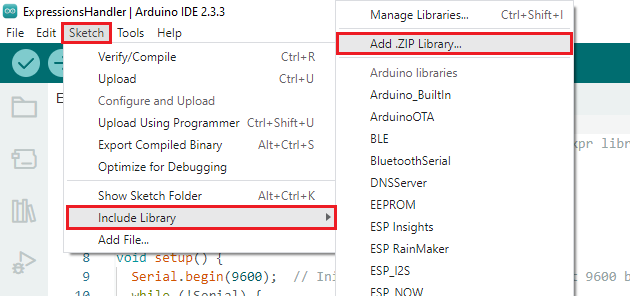 ExpressionsHandler | Arduino IDE 2.3.3
File Edit Sketch Tools Help
Verify/Compile Ctrl+R
Upload Ctrl+U
Configure and Upload
Upload Using Programmer Ctrl+Shift+U
Export Compiled Binary Alt+Ctrl+S
Optimize for Debugging
Show Sketch Folder Alt+Ctrl+K
Include Library
Add File...
Manage Libraries... Ctrl+Shift+I
Add .ZIP Library...
Arduino libraries
Arduino_BuiltIn
ArduinoOTA
BLE
BluetoothSerial
DNSServer
EEPROM
ESP Insights
ESP RainMaker
ESP_I2S
ESP_NOW
E
xpr libr
8 void setup() {
9 Serial.begin(9600); // Ini
t 9600 b
10 while (!Serial) {